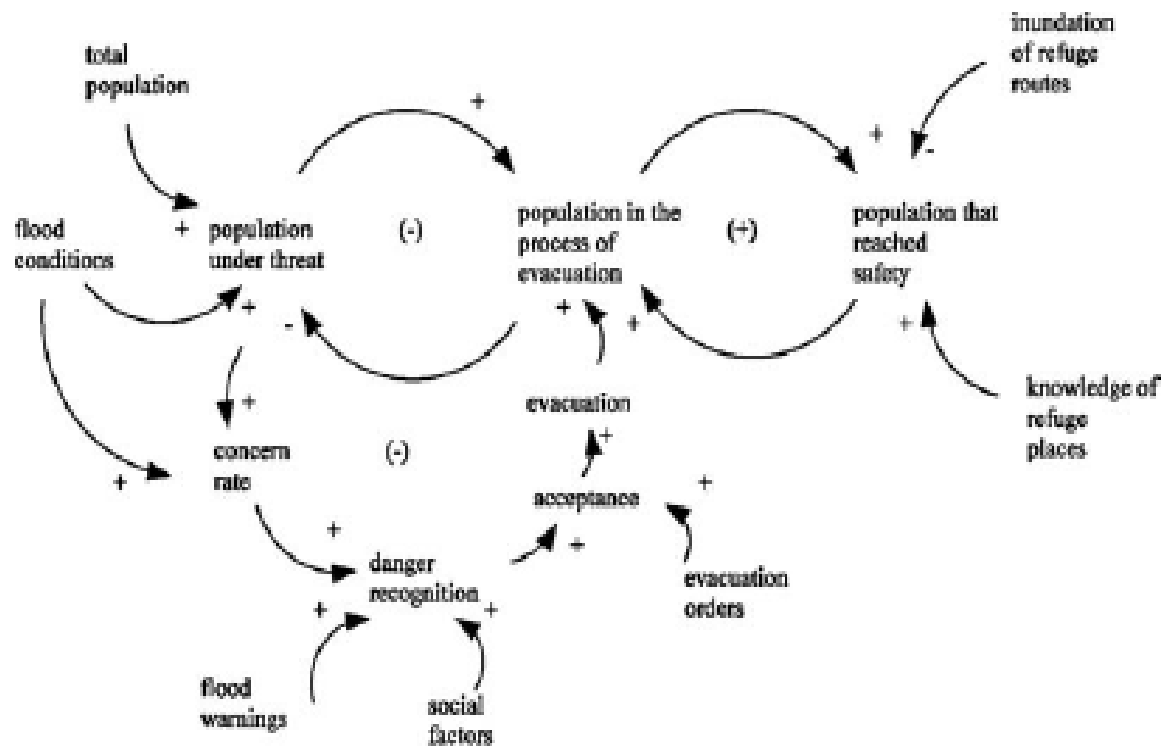 total
population
inundation
of refuge
routes
+
+
+
-
flood
conditions
+
population
under threat
(-)
population in the
process of
evacuation
(+)
population that
reached
safety
+
-
+
+
+
+
evacuation
knowledge of
refuge
places
+
concern
rate
(-)
+
+
acceptance
+
+
danger
recognition
+
evacuation
orders
+
+
flood
warnings
social
factors